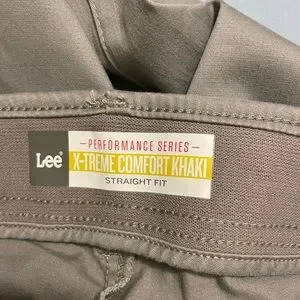 - PERFORMANCE SERIES -
Lee®
X-TREME COMFORT KHAKI
STRAIGHT FIT